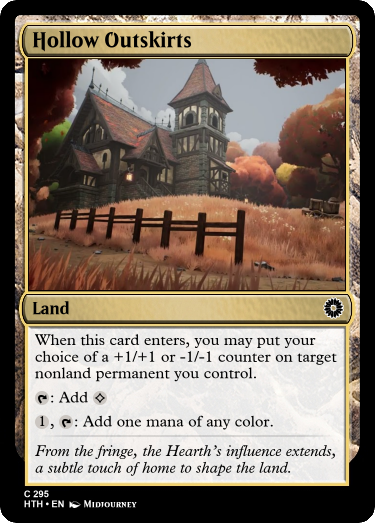 Hollow Outskirts
Land
When this card enters, you may put your
choice of a +1/+1 or -1/-1 counter on target
nonland permanent you control.
: Add
1, : Add one mana of any color.
From the fringe, the Hearth's influence extends,
a subtle touch of home to shape the land.
C 295
HTH • EN Midjourney